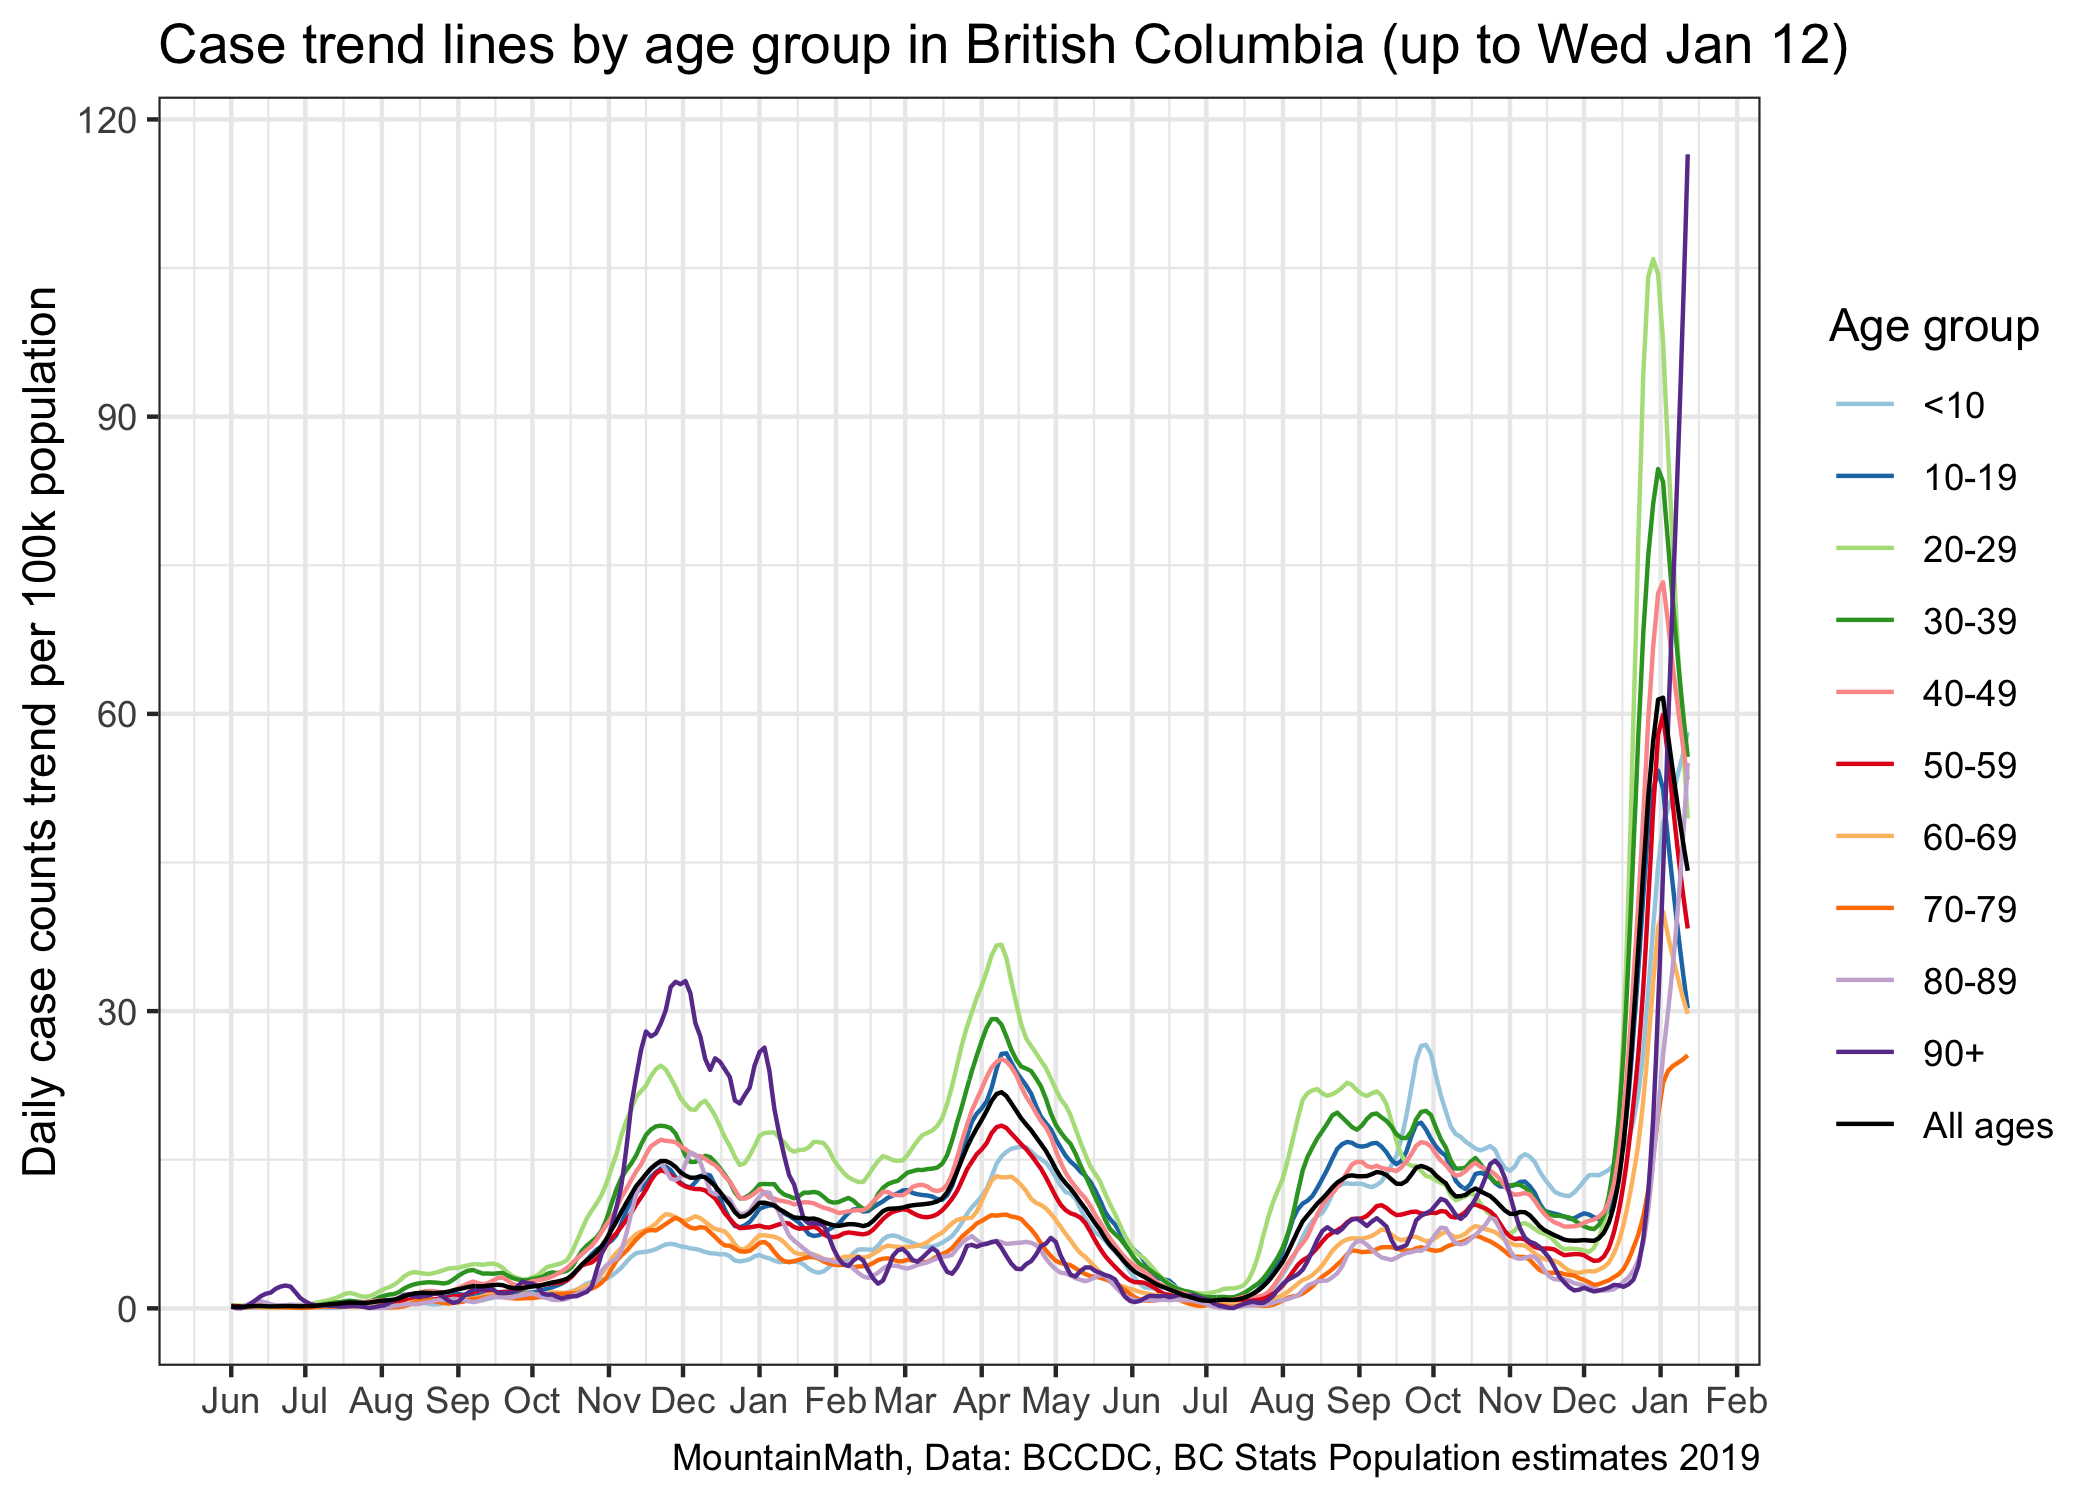 Case trend lines by age group in British Columbia (up to Wed Jan 12)
Daily case counts trend per 100k population
120
90
60
30
0
Jun Jul Aug Sep Oct Nov Dec Jan Feb Mar Apr May Jun Jul Aug Sep Oct Nov Dec Jan Feb
Age group
<10
10-19
20-29
30-39
40-49
50-59
60-69
70-79
80-89
90+
All ages
MountainMath, Data: BCCDC, BC Stats Population estimates 2019